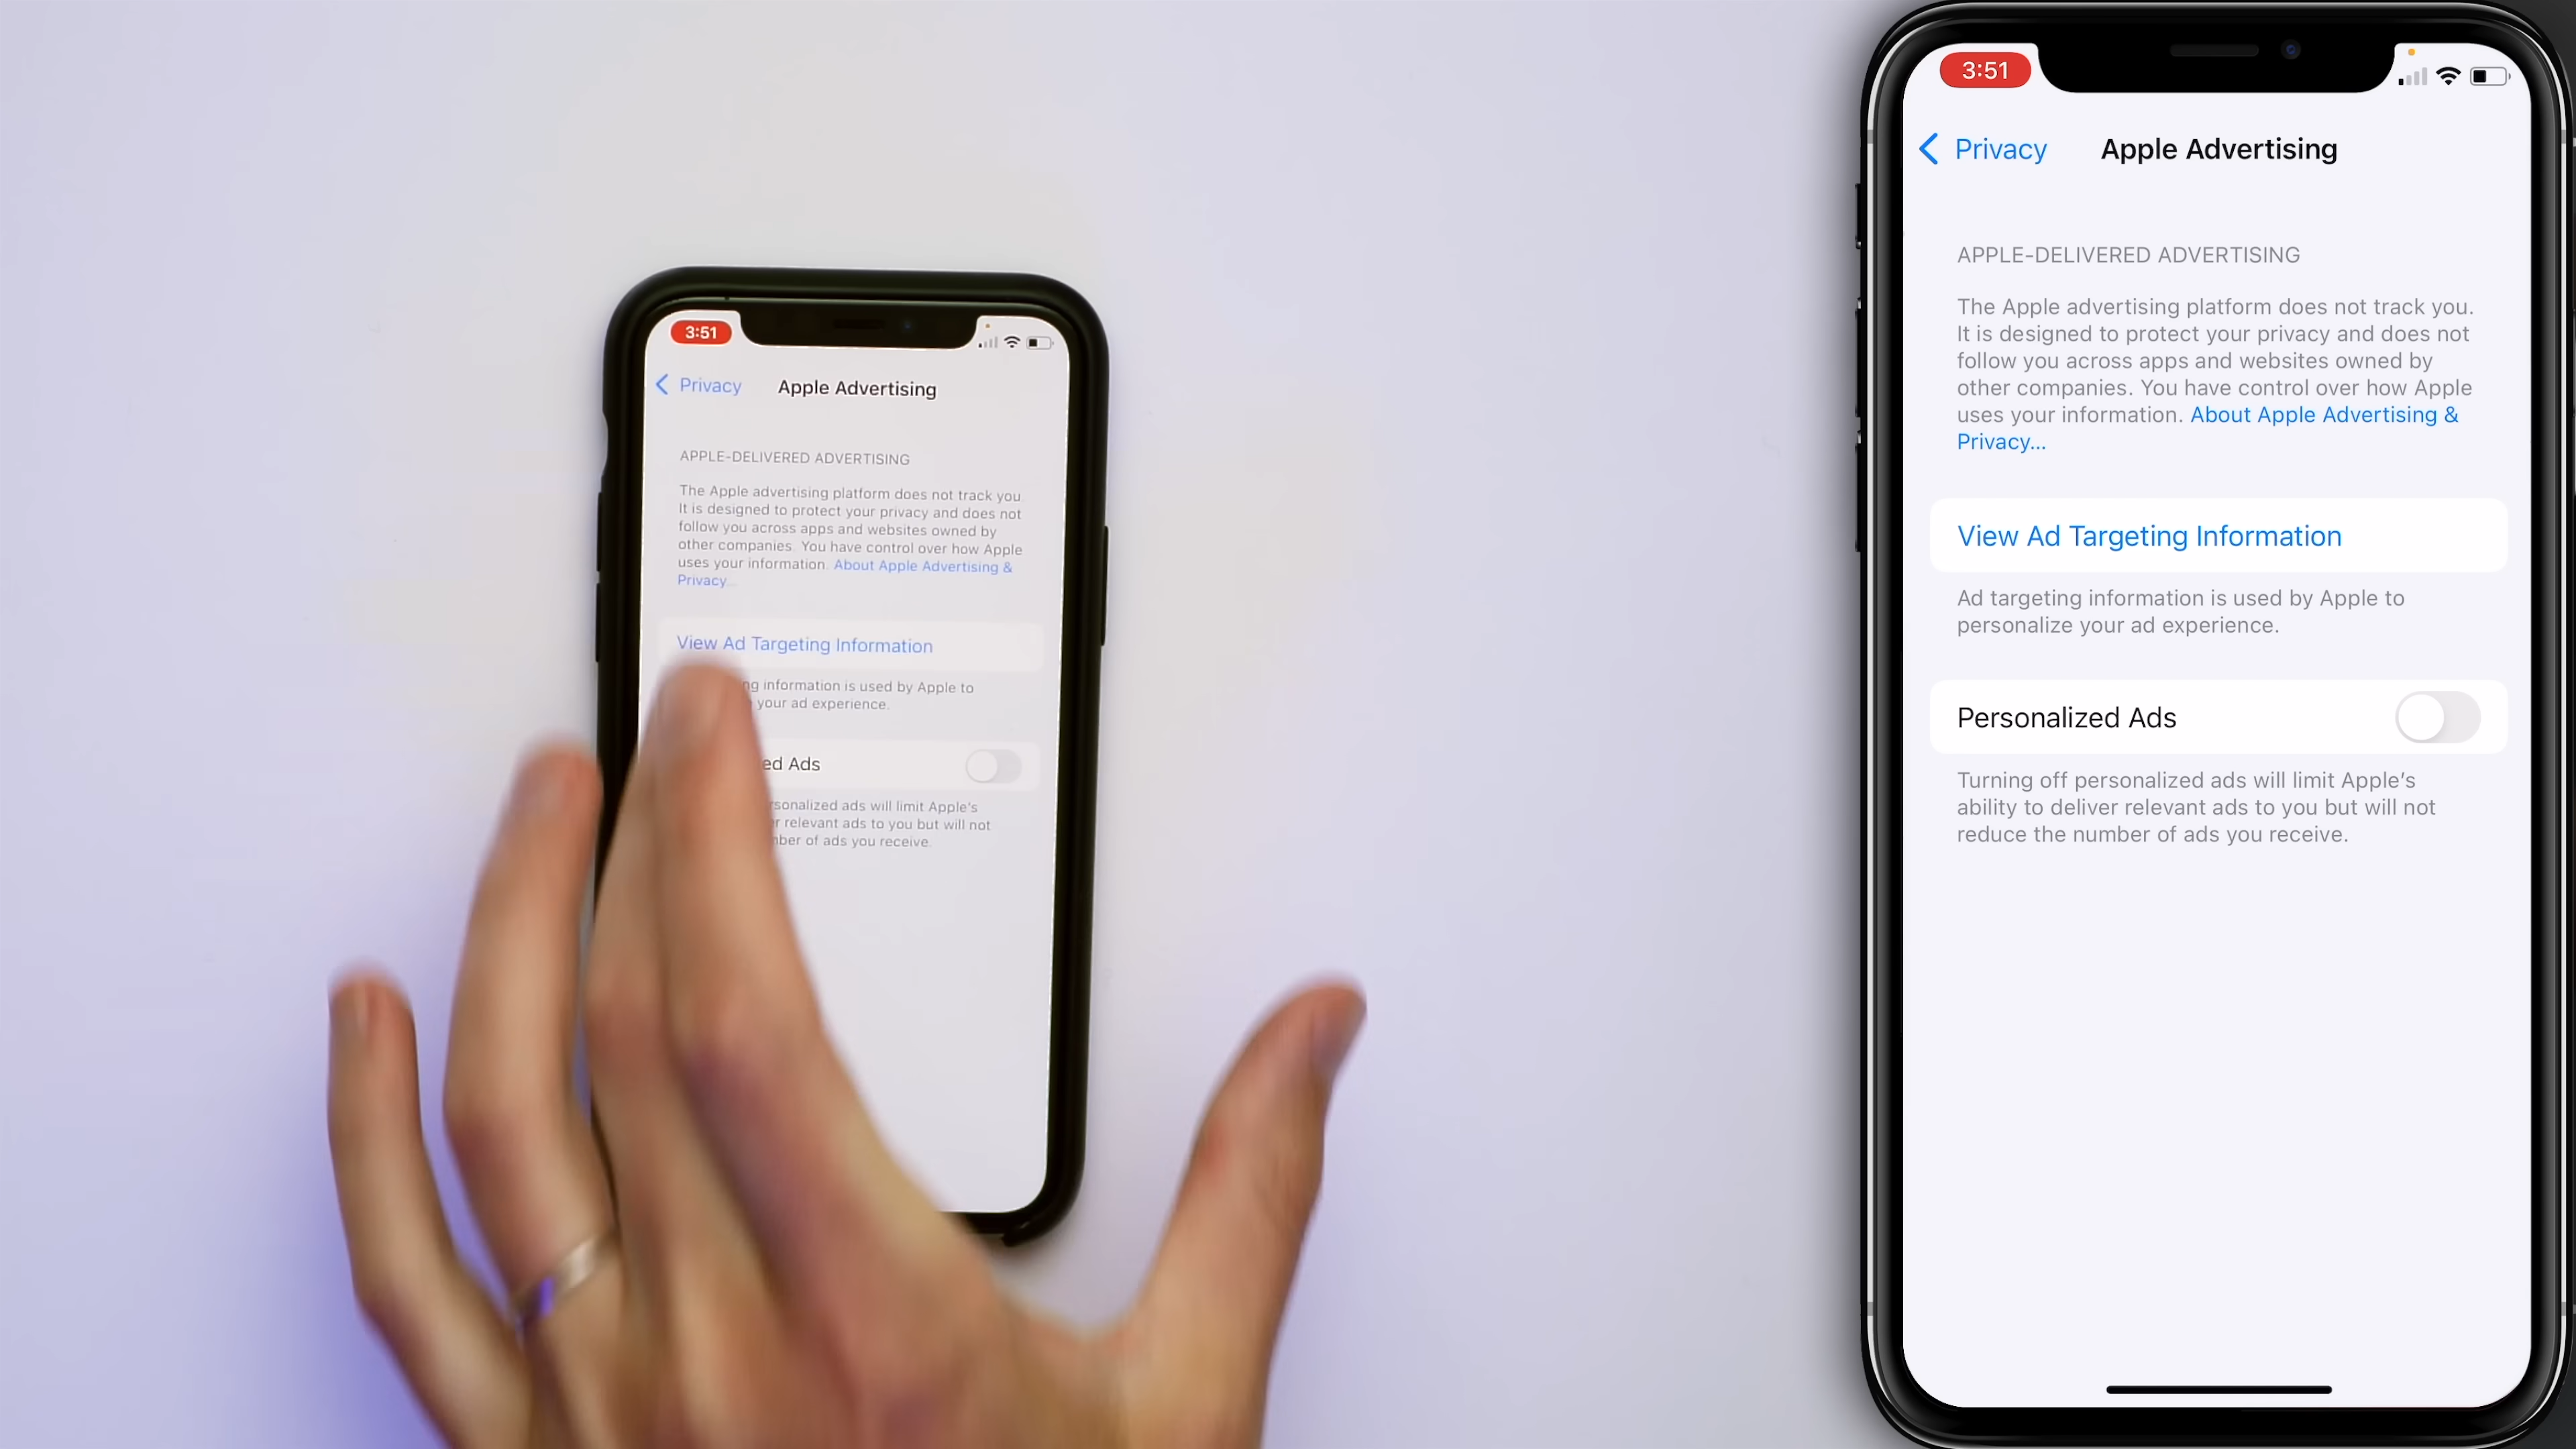 3:51
Privacy
Apple Advertising
APPLE-DELIVERED ADVERTISING
The Apple advertising platform does not track you
It is designed to protect your privacy and does not
follow you across apps and websites owned by
other companies. You have control over how Apple
uses your information. About Apple Advertising &
Privacy...
View Ad Targeting Information
ng information is used by Apple to
your ad experience.
ed Ads
rsonalized ads will limit Apple's
r relevant ads to you but will not
nber of ads you receive.
3:51
Privacy
Apple Advertising
APPLE-DELIVERED ADVERTISING
The Apple advertising platform does not track you.
It is designed to protect your privacy and does not
follow you across apps and websites owned by
other companies. You have control over how Apple
uses your information. About Apple Advertising &
Privacy...
View Ad Targeting Information
Ad targeting information is used by Apple to
personalize your ad experience.
Personalized Ads
Turning off personalized ads will limit Apple's
ability to deliver relevant ads to you but will not
reduce the number of ads you receive.